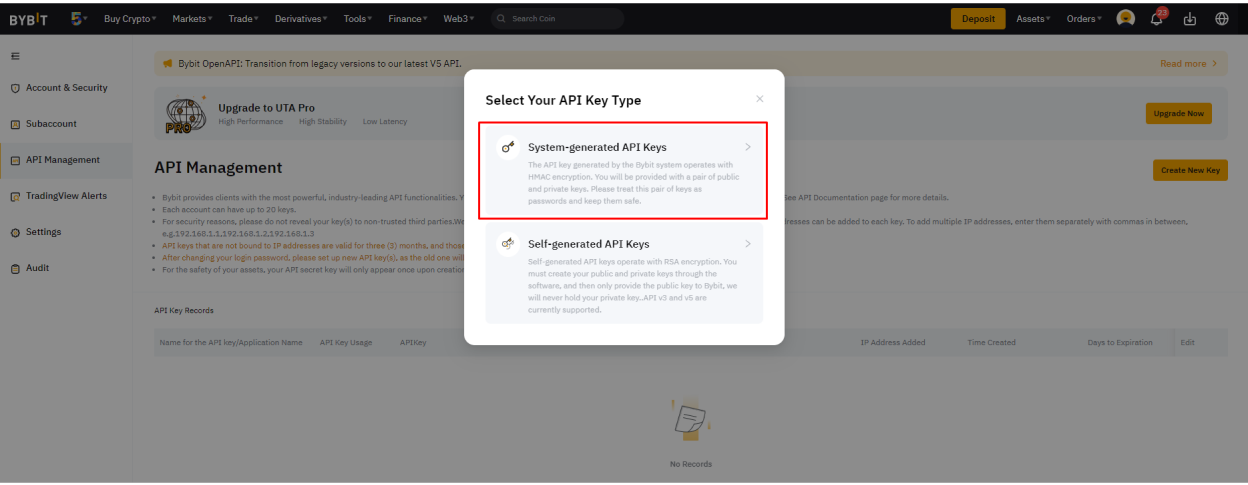 BYBIT Buy Crypto Markets Trade Derivatives Tools Finance Web3 Search Coin Deposit Assets Orders 23
Bybit OpenAPI: Transition from legacy versions to our latest V5 API. Read more >
Account & Security
Subaccount
API Management
TradingView Alerts
Settings
Audit
PRO
Upgrade to UTA Pro
High Performance High Stability Low Latency
Upgrade Now
API Management
Create New Key
Bybit provides clients with the most powerful, industry-leading API functionalities. Y
See API Documentation page for more details.
Each account can have up to 20 keys.
For security reasons, please do not reveal your key(s) to non-trusted third parties.We
resses can be added to each key. To add multiple IP addresses, enter them separately with commas in between,
e.g.192.168.1.1,192.168.1.2,192.168.1.3
API keys that are not bound to IP addresses are valid for three (3) months, and those
After changing your login password, please set up new API key(s), as the old one will
For the safety of your assets, your API secret key will only appear once upon creation
Select Your API Key Type
System-generated API Keys
The API key generated by the Bybit system operates with
HMAC encryption. You will be provided with a pair of public
and private keys. Please treat this pair of keys as
passwords and keep them safe.
Self-generated API Keys
Self-generated API keys operate with RSA encryption. You
must create your public and private keys through the
software, and then only provide the public key to Bybit, we
will never hold your private key..API v3 and v5 are
currently supported.
API Key Records
Name for the API key/Application Name API Key Usage APIKey IP Address Added Time Created Days to Expiration Edit
No Records